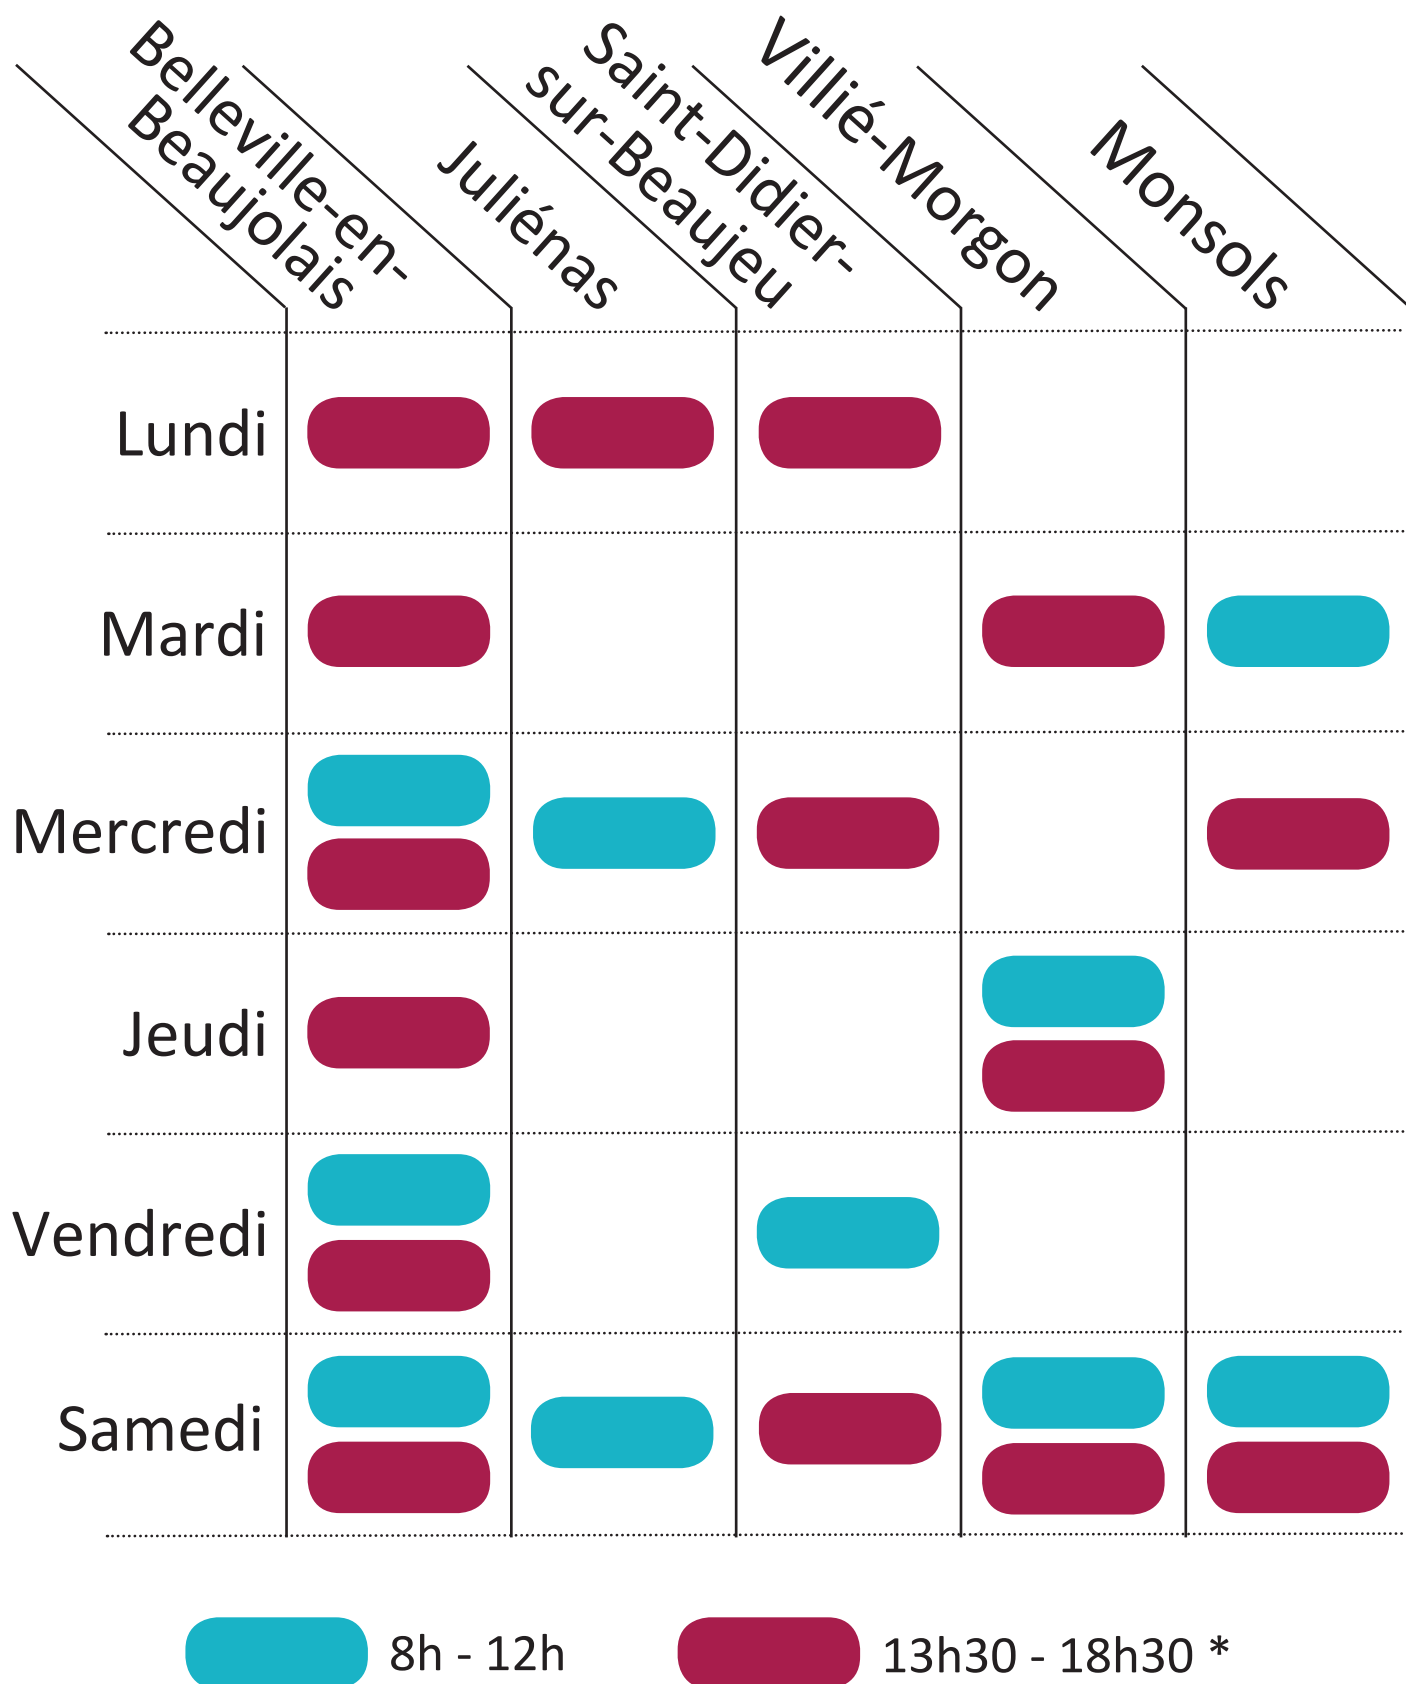 Belleville-en-
Beaujolais
Juliénas
Saint-Didier-
sur-Beaujeu
Villié-Morgon
Monsols
Lundi
Mardi
Mercredi
Jeudi
Vendredi
Samedi
8h - 12h
13h30 - 18h30 *